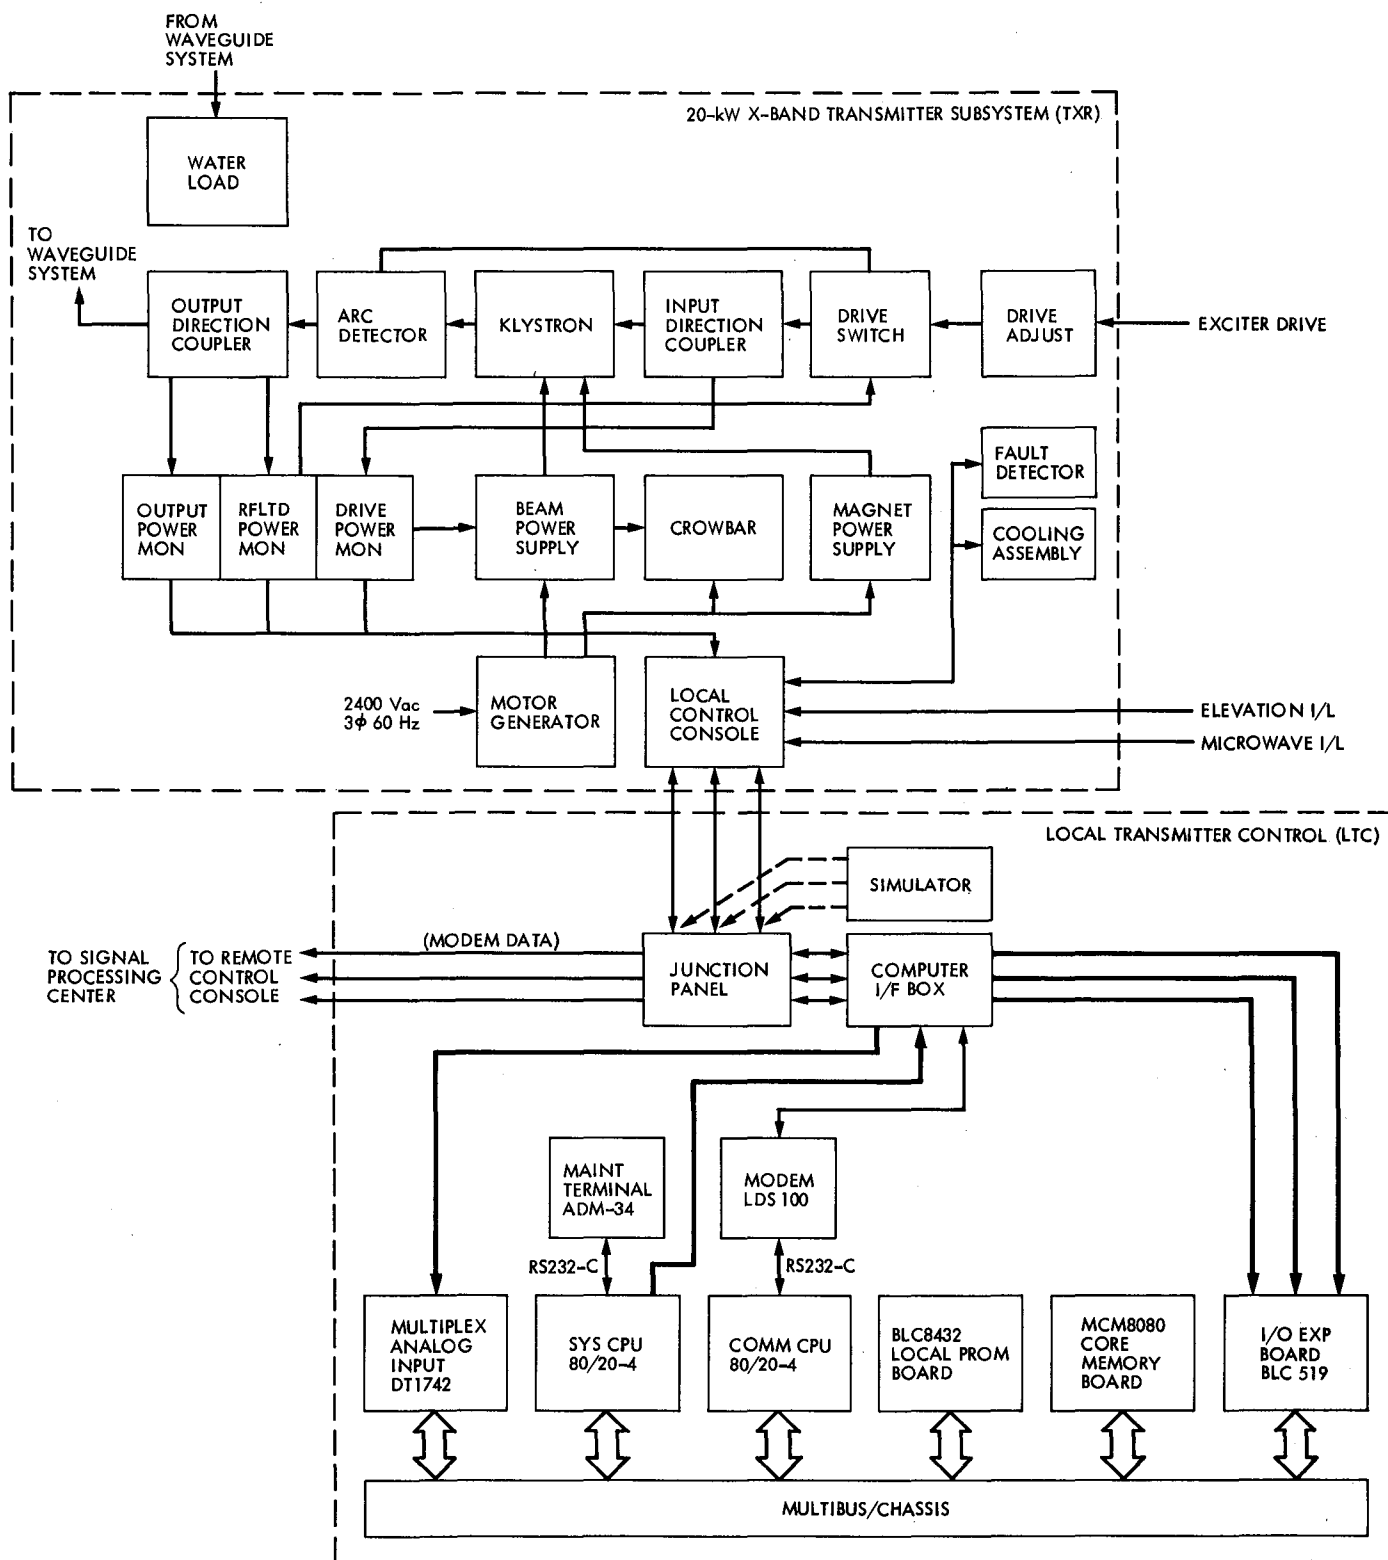 FROM
WAVEGUIDE
SYSTEM
20-kW X-BAND TRANSMITTER SUBSYSTEM (TXR)
WATER
LOAD
TO
WAVEGUIDE
SYSTEM
OUTPUT
DIRECTION
COUPLER
ARC
DETECTOR
KLYSTRON
INPUT
DIRECTION
COUPLER
DRIVE
SWITCH
DRIVE
ADJUST
EXCITER DRIVE
FAULT
DETECTOR
OUTPUT
POWER
MON
RFLTD
POWER
MON
DRIVE
POWER
MON
BEAM
POWER
SUPPLY
CROWBAR
MAGNET
POWER
SUPPLY
COOLING
ASSEMBLY
2400 Vac
3ϕ 60 Hz
MOTOR
GENERATOR
LOCAL
CONTROL
CONSOLE
ELEVATION I/L
MICROWAVE I/L
LOCAL TRANSMITTER CONTROL (LTC)
SIMULATOR
TO SIGNAL
PROCESSING
CENTER
TO REMOTE
CONTROL
CONSOLE
(MODEM DATA)
JUNCTION
PANEL
COMPUTER
I/F BOX
MAINT
TERMINAL
ADM-34
MODEM
LDS 100
RS232-C
RS232-C
MULTIPLEX
ANALOG
INPUT
DT1742
SYS CPU
80/20-4
COMM CPU
80/20-4
BLC8432
LOCAL PROM
BOARD
MCM8080
CORE
MEMORY
BOARD
I/O EXP
BOARD
BLC 519
MULTIBUS/CHASSIS